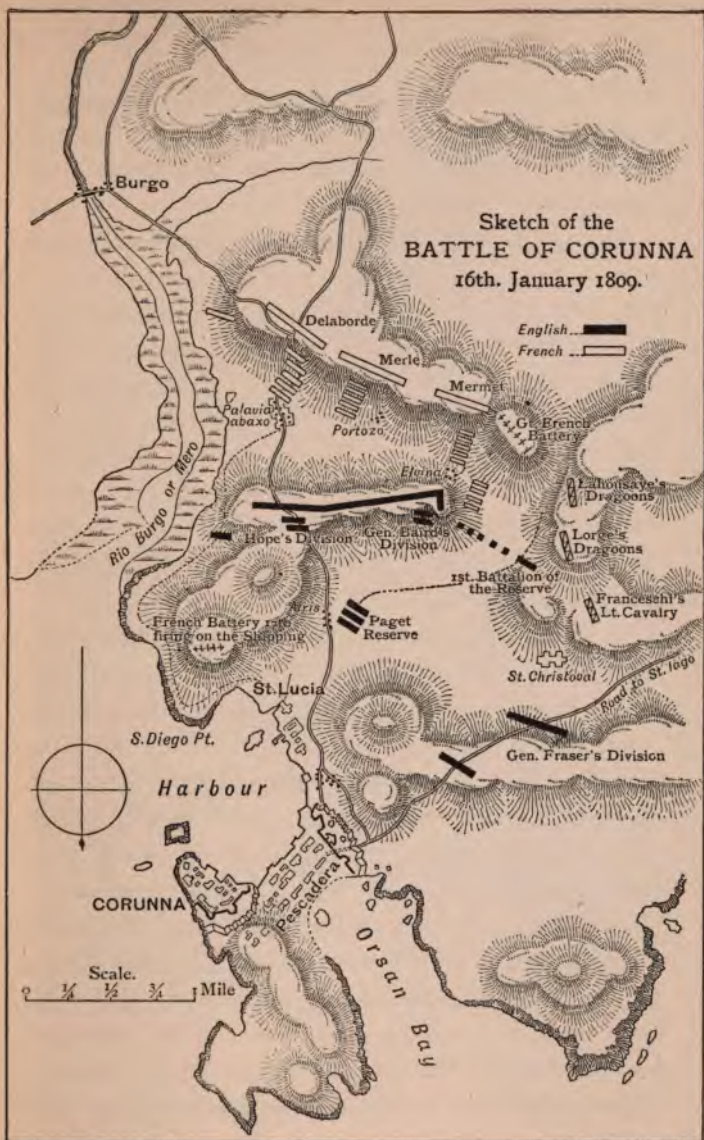 Burgo
Sketch of the
BATTLE OF CORUNNA
16th. January 1809.
English
French
Delaborde
Merle
Mermet
Gt. French
Battery
Palavia
abaxo
Portozo
Elvina
Lahousaye's
Dragoons
Rio Burgo or Mero
Hope's Division
Gen. Baird's
Division
Lorge's
Dragoons
1st. Battalion of
the Reserve
Franceschi's
Lt. Cavalry
French Battery
firing on the Shipping
Airis
Paget
Reserve
St. Christoval
Road to St. Iago
St. Lucia
S. Diego Pt.
Gen. Fraser's Division
Harbour
CORUNNA
Pescadera
Orsan Bay
Scale.
0 ¼ ½ ¾ Mile